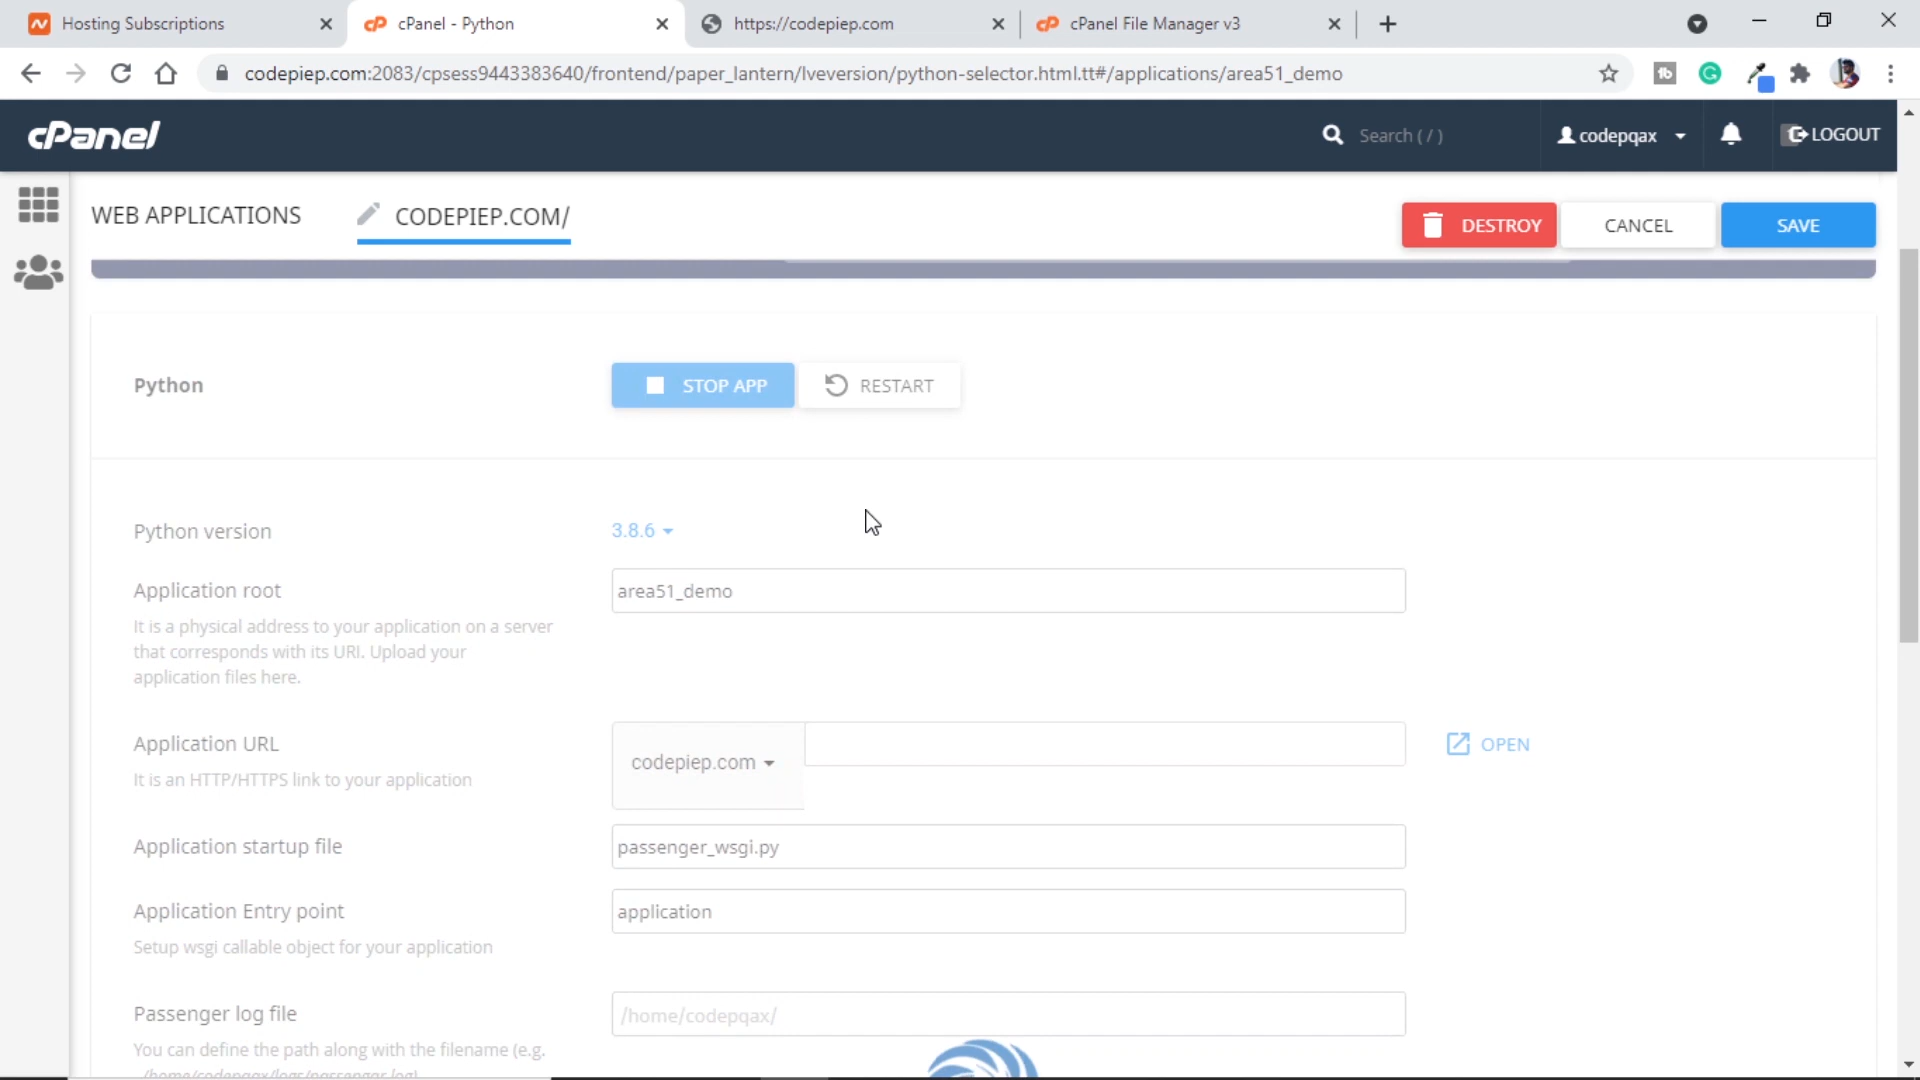 Hosting Subscriptions
cPanel - Python
https://codepiep.com
cPanel File Manager v3
codepiep.com:2083/cpsess9443383640/frontend/paper_lantern/lveversion/python-selector.html.tt#/applications/area51_demo
cPanel
Search ( / )
codepqax
LOGOUT
WEB APPLICATIONS
CODEPIEP.COM/
DESTROY
CANCEL
SAVE
Python
STOP APP
RESTART
Python version
3.8.6
Application root
area51_demo
It is a physical address to your application on a server
that corresponds with its URI. Upload your
application files here.
Application URL
codepiep.com
OPEN
It is an HTTP/HTTPS link to your application
Application startup file
passenger_wsgi.py
Application Entry point
application
Setup wsgi callable object for your application
Passenger log file
/home/codepqax/
You can define the path along with the filename (e.g.
/home/codepqax/logs/passenger.log)